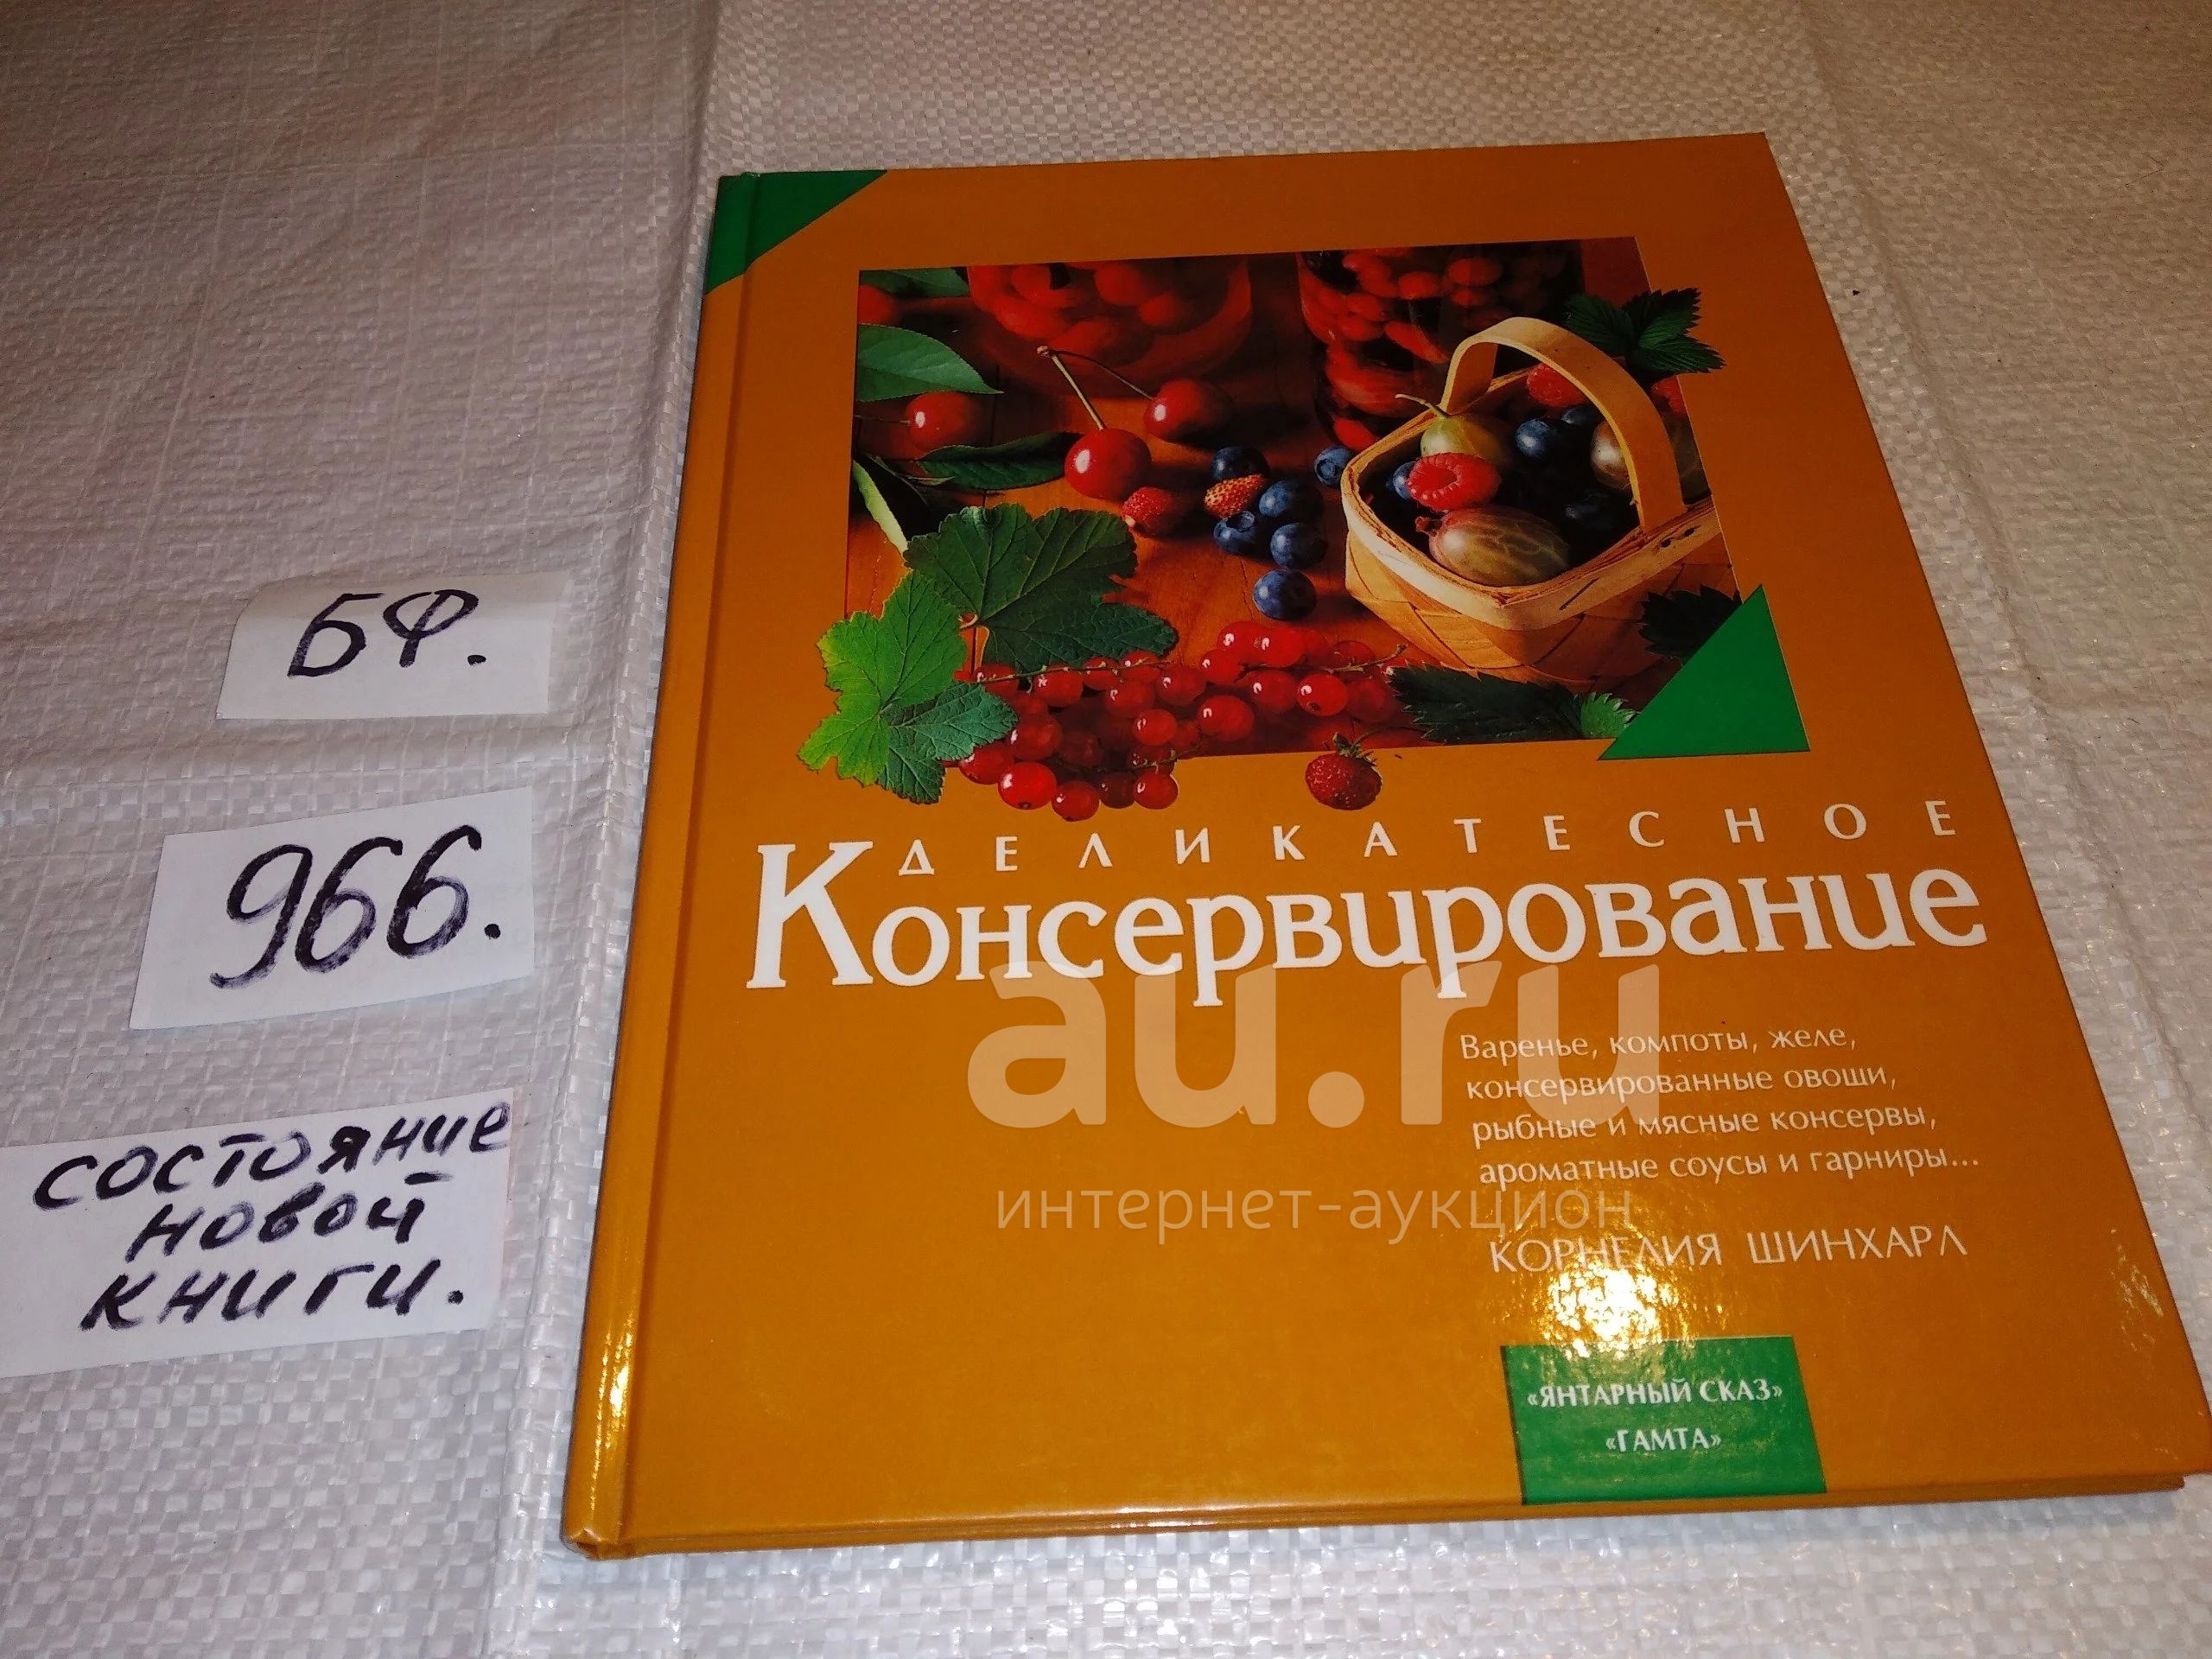 БФ.
966.
состояние
новой
книги.
ДЕЛИКАТЕСНОЕ
Консервирование
Варенье, компоты, желе,
консервированные овощи,
рыбные и мясные консервы,
ароматные соусы и гарниры...
КОРНЕЛИЯ ШИНХАРЛ
«ЯНТАРНЫЙ СКАЗ»
«ГАМТА»
au.ru
интернет-аукцион